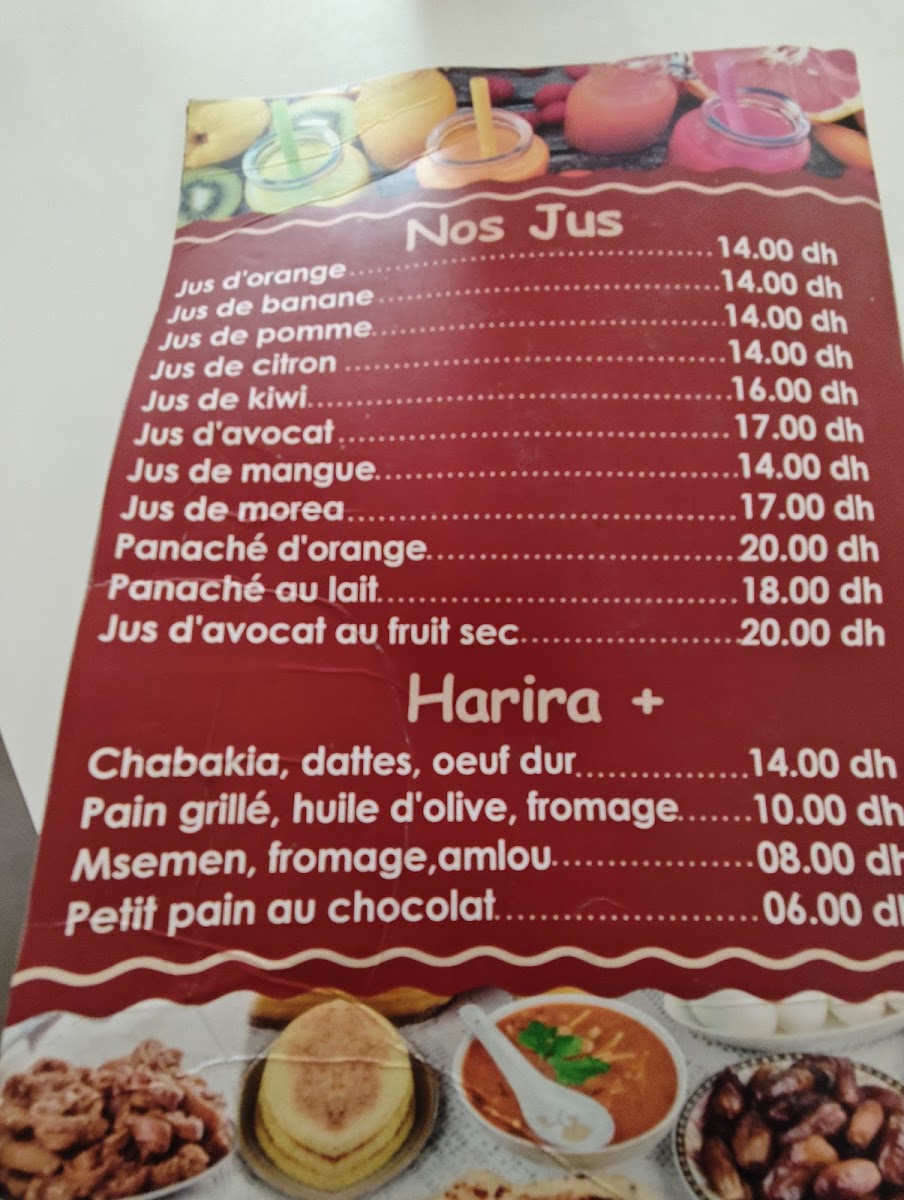 Nos Jus
Jus d'orange........14.00 dh
Jus de banane........14.00 dh
Jus de pomme........14.00 dh
Jus de citron........14.00 dh
Jus de kiwi........16.00 dh
Jus d'avocat........17.00 dh
Jus de mangue........14.00 dh
Jus de morea........17.00 dh
Panaché d'orange........20.00 dh
Panaché au lait........18.00 dh
Jus d'avocat au fruit sec........20.00 dh
Harira +
Chabakia, dattes, oeuf dur........14.00 dh
Pain grillé, huile d'olive, fromage........10.00 dh
Msemen, fromage,amlou........08.00 dh
Petit pain au chocolat........06.00 dh